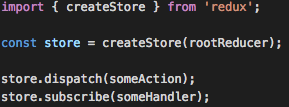 import { createStore } from 'redux';
const store = createStore(rootReducer);
store.dispatch(someAction);
store.subscribe(someHandler);